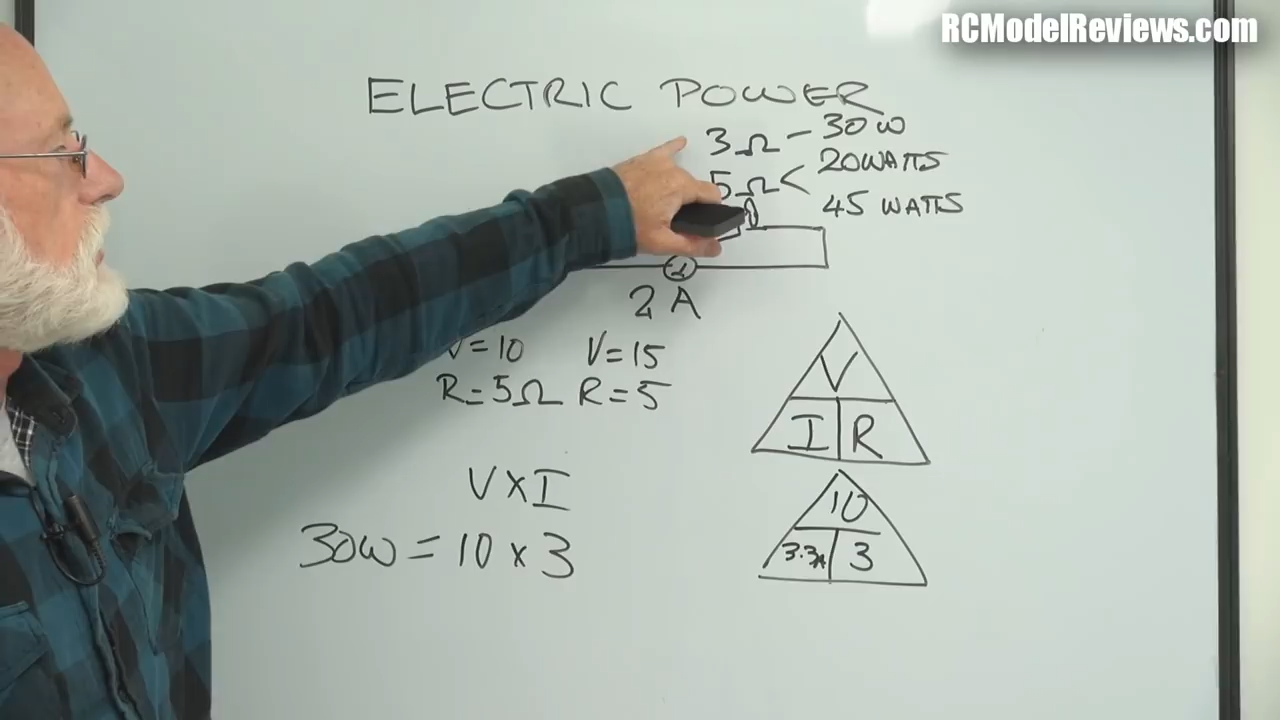 RCModelReviews.com
ELECTRIC POWER
3Ω - 30W
5Ω < 20WATTS
45 WATTS
2 A
V=10 V=15
R=5Ω R=5
V
I R
V×I
10
30W = 10 × 3
3.3A 3